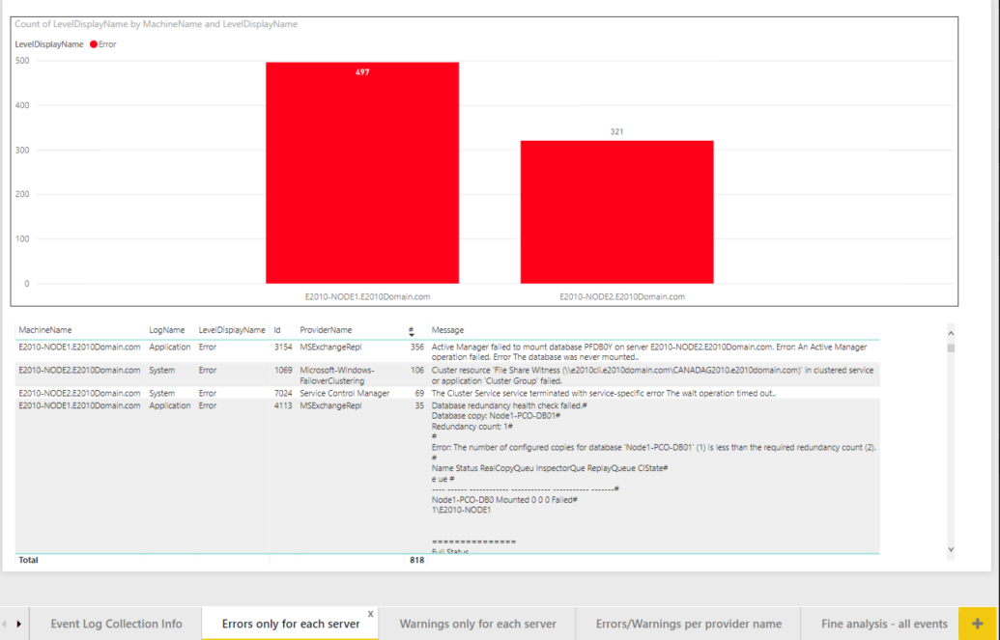 Count of LevelDisplayName by MachineName and LevelDisplayName
LevelDisplayName Error
500
497
400
321
300
200
100
0
E2010-NODE1.E2010Domain.com E2010-NODE2.E2010Domain.com
MachineName LogName LevelDisplayName Id ProviderName # Message
E2010-NODE1.E2010Domain.com Application Error 3154 MSExchangeRepl 356 Active Manager failed to mount database PFDB0Y on server E2010-NODE2.E2010Domain.com. Error: An Active Manager
operation failed. Error The database was never mounted..
E2010-NODE2.E2010Domain.com System Error 1069 Microsoft-Windows- 106 Cluster resource 'File Share Witness (\\e2010cli.e2010domain.com\CANADAG2010.e2010domain.com)' in clustered service
FailoverClustering or application 'Cluster Group' failed.
E2010-NODE2.E2010Domain.com System Error 7024 Service Control Manager 69 The Cluster Service service terminated with service-specific error The wait operation timed out..
E2010-NODE1.E2010Domain.com Application Error 4113 MSExchangeRepl 35 Database redundancy health check failed.#
Database copy: Node1-PCO-DB01#
Redundancy count: 1#
#
Error: The number of configured copies for database 'Node1-PCO-DB01' (1) is less than the required redundancy count (2).
#
Name Status RealCopyQueu InspectorQue ReplayQueue CIState#
e ue #
---- ------ ------------ ------------ ----------- -------#
Node1-PCO-DB0 Mounted 0 0 0 Failed#
1\E2010-NODE1
===============
Full Status
Total 818
Event Log Collection Info Errors only for each server x Warnings only for each server Errors/Warnings per provider name Fine analysis - all events +